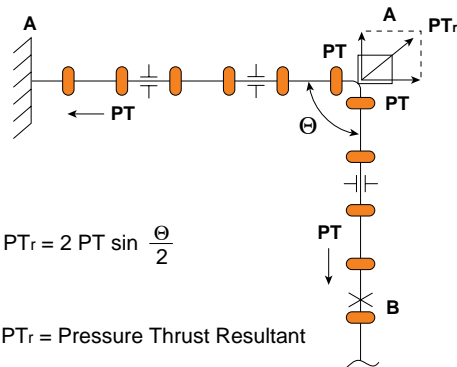 A
A
PTr
PT
PT
PT
Θ
PTr = 2 PT sin Θ/2
PT
B
PTr = Pressure Thrust Resultant